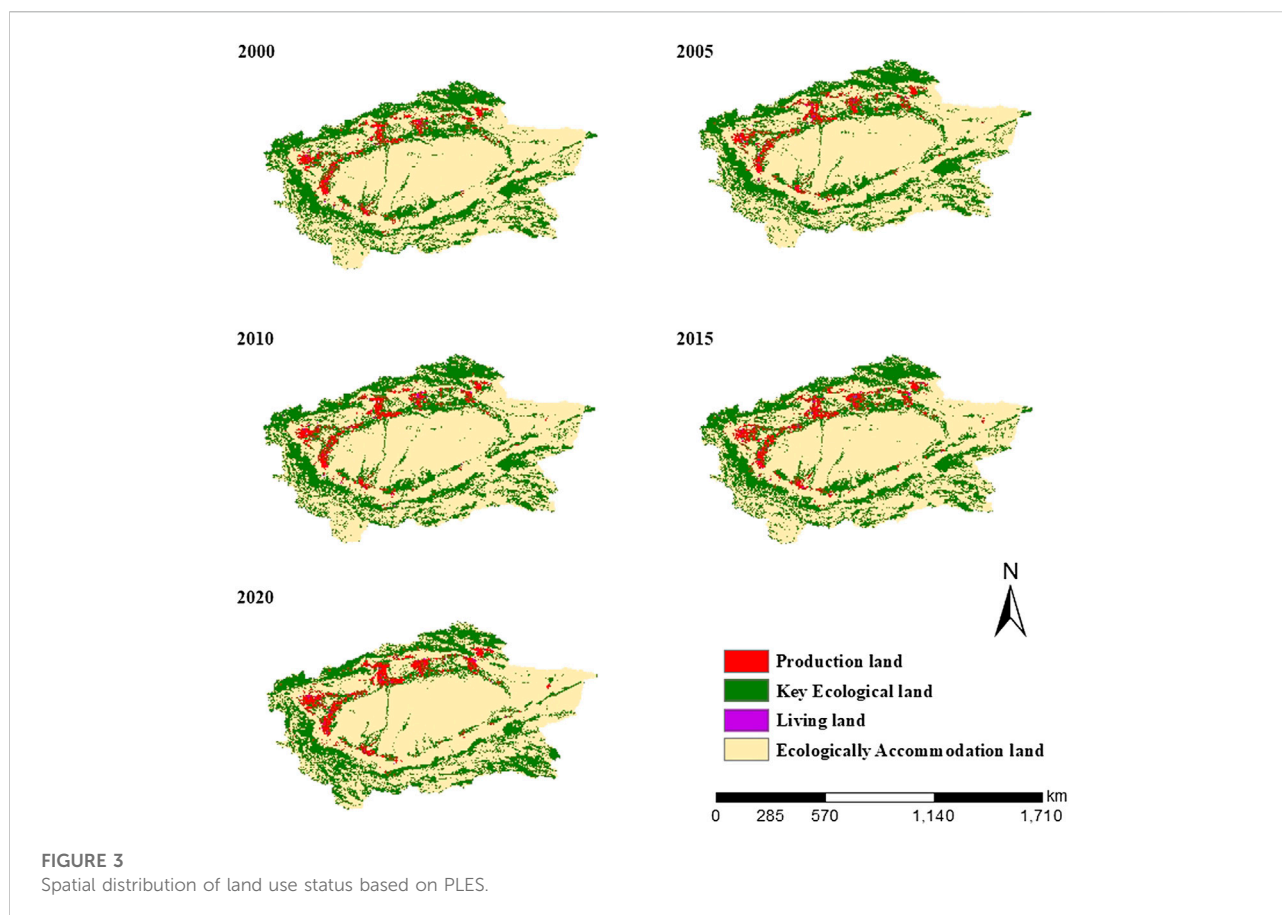 2000
2005
2010
2015
2020
N
Production land
Key Ecological land
Living land
Ecologically Accommodation land
km
0 285 570 1,140 1,710
FIGURE 3
Spatial distribution of land use status based on PLES.